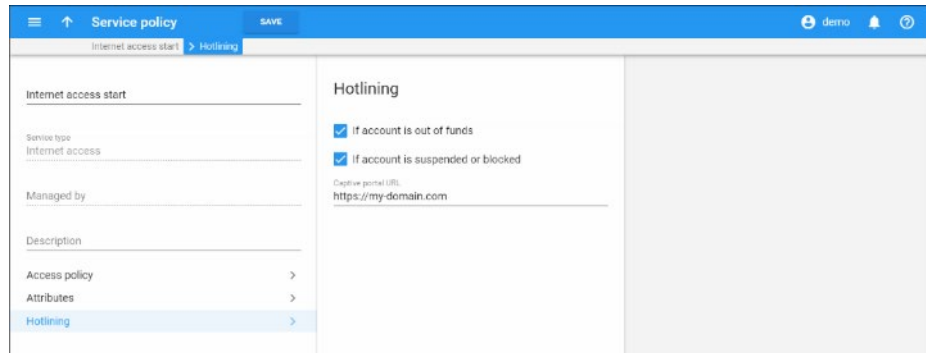 Service policy
SAVE
demo
Internet access start
Hotlining
Internet access start
Service type
Internet access
Managed by
Description
Access policy
Attributes
Hotlining
Hotlining
If account is out of funds
If account is suspended or blocked
Captive portal URL
https://my-domain.com